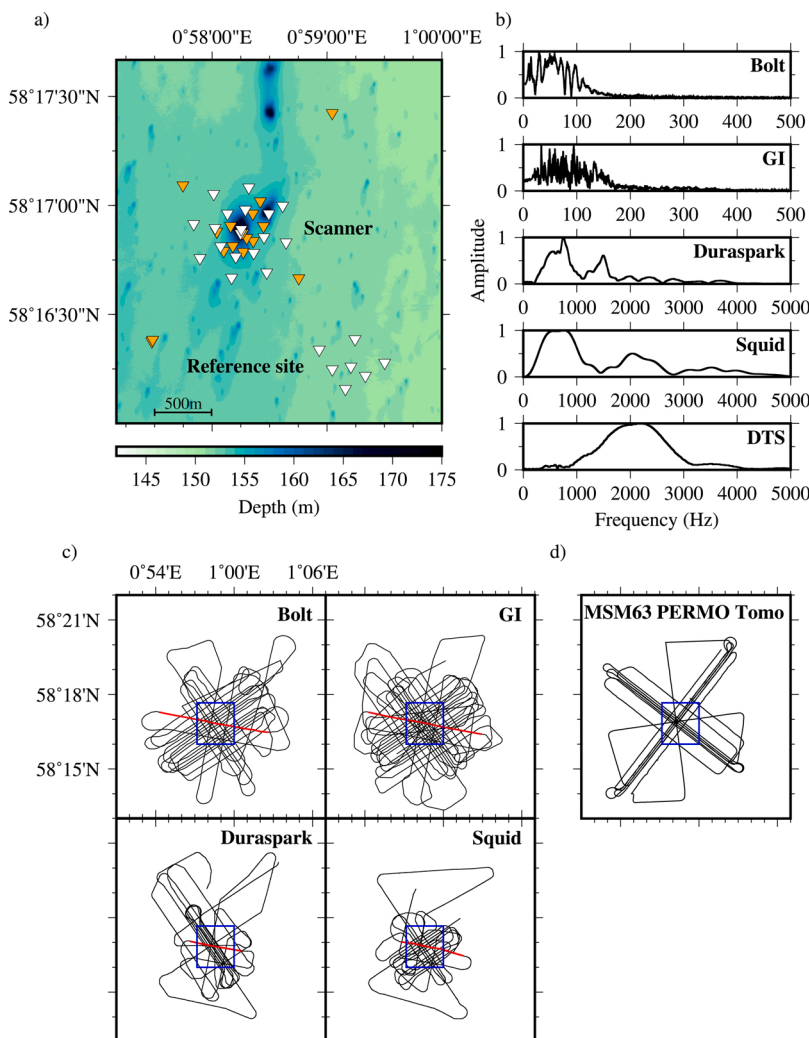 a)
0°58'00"E 0°59'00"E 1°00'00"E
58°17'30"N
58°17'00"N
58°16'30"N
Scanner
Reference site
500m
145 150 155 160 165 170 175
Depth (m)
b)
Amplitude
1
0
Bolt
0 100 200 300 400 500
1
0
GI
0 100 200 300 400 500
1
0
Duraspark
0 1000 2000 3000 4000 5000
1
0
Squid
0 1000 2000 3000 4000 5000
1
0
DTS
0 1000 2000 3000 4000 5000
Frequency (Hz)
c)
0°54'E 1°00'E 1°06'E
58°21'N
58°18'N
58°15'N
Bolt
GI
Duraspark
Squid
d)
MSM63 PERMO Tomo